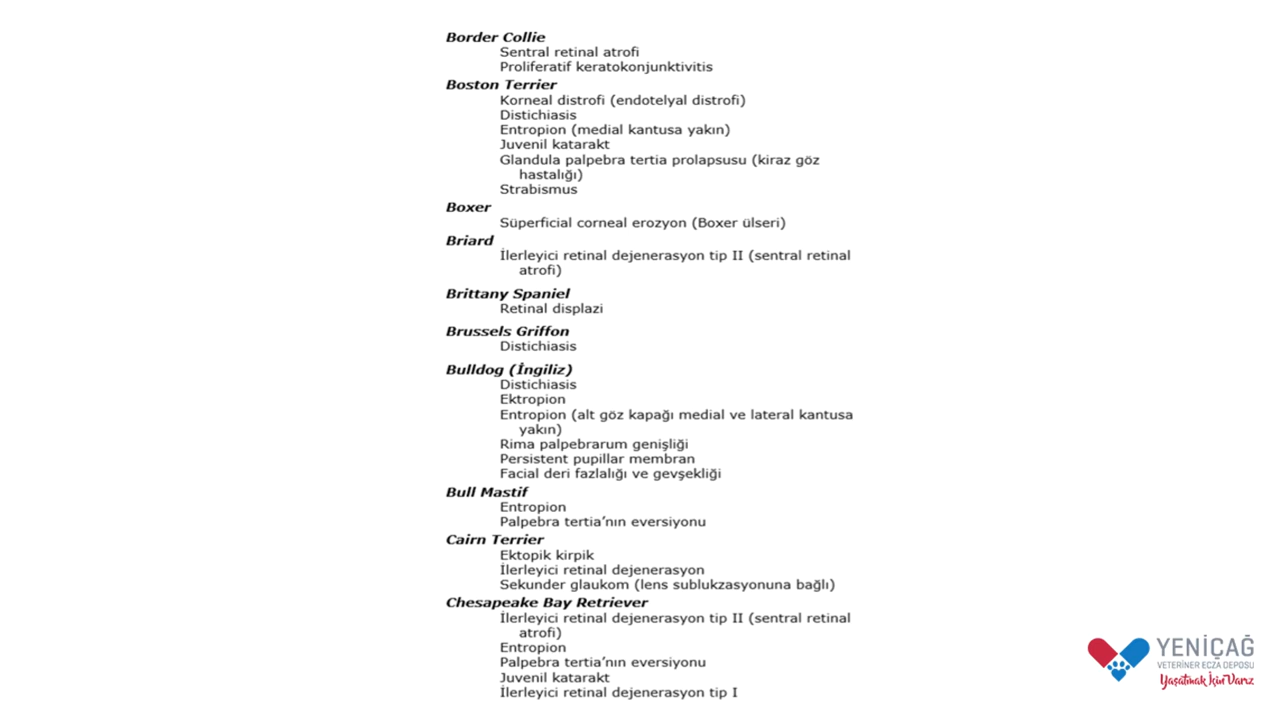 Border Collie
Sentral retinal atrofi
Proliferatif keratokonjunktivitis
Boston Terrier
Korneal distrofi (endotelyal distrofi)
Distichiasis
Entropion (medial kantusa yakın)
Juvenil katarakt
Glandula palpebra tertia prolapsusu (kiraz göz
hastalığı)
Strabismus
Boxer
Süperficial corneal erozyon (Boxer ülseri)
Briard
İlerleyici retinal dejenerasyon tip II (sentral retinal
atrofi)
Brittany Spaniel
Retinal displazi
Brussels Griffon
Distichiasis
Bulldog (İngiliz)
Distichiasis
Ektropion
Entropion (alt göz kapağı medial ve lateral kantusa
yakın)
Rima palpebrarum genişliği
Persistent pupillar membran
Facial deri fazlalığı ve gevşekliği
Bull Mastif
Entropion
Palpebra tertia’nın eversiyonu
Cairn Terrier
Ektopik kirpik
İlerleyici retinal dejenerasyon
Sekunder glaukom (lens sublukzasyonuna bağlı)
Chesapeake Bay Retriever
İlerleyici retinal dejenerasyon tip II (sentral retinal
atrofi)
Entropion
Palpebra tertia’nın eversiyonu
Juvenil katarakt
İlerleyici retinal dejenerasyon tip I
YENİÇAĞ
VETERİNER ECZA DEPOSU
Yaşatmak İçin Varız